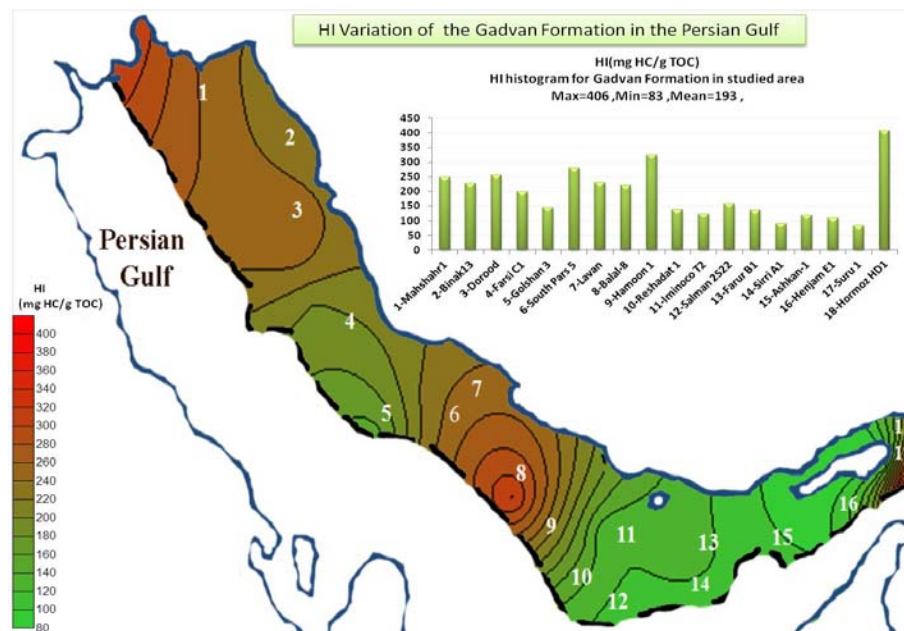 HI Variation of the Gadvan Formation in the Persian Gulf
HI(mg HC/g TOC)
HI histogram for Gadvan Formation in studied area
Max=406 ,Min=83 ,Mean=193 ,
450
400
350
300
250
200
150
100
50
0
1-Mahshahr1
2-Binak13
3-Dorood
4-Farsi C1
5-Golshan 3
6-South Pars 5
7-Lavan
8-Balal-8
9-Hamoon 1
10-Reshadat 1
11-Iminoco T2
12-Salman 2S22
13-Farur B1
14-Sirri A1
15-Ashkan-1
16-Henjam E1
17-Suru 1
18-Hormoz HD1
1
2
3
Persian
Gulf
4
5
7
6
8
9
10
11
12
13
14
15
16
1
1
HI
(mg HC/g TOC)
400
380
360
340
320
300
280
260
240
220
200
180
160
140
120
100
80